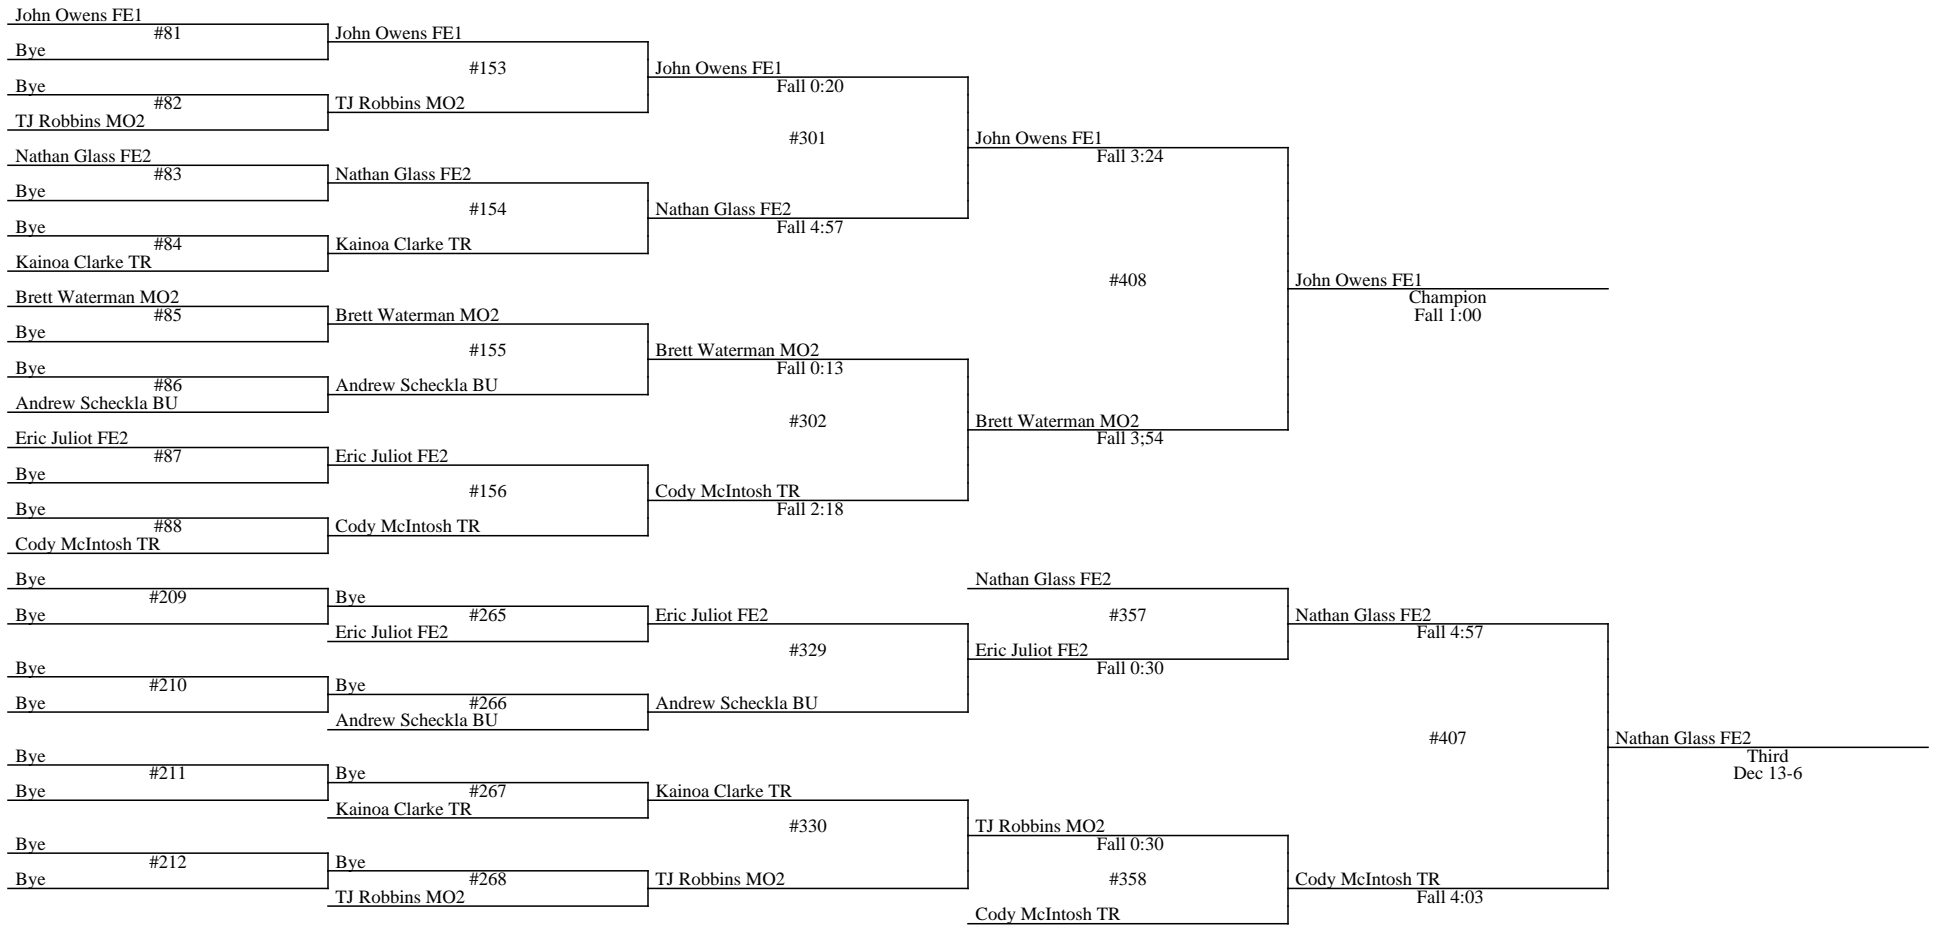 John Owens FE1
#81
Bye
Bye
#82
TJ Robbins MO2
Nathan Glass FE2
#83
Bye
Bye
#84
Kainoa Clarke TR
Brett Waterman MO2
#85
Bye
Bye
#86
Andrew Scheckla BU
Eric Juliot FE2
#87
Bye
Bye
#88
Cody McIntosh TR
John Owens FE1
#153
TJ Robbins MO2
Nathan Glass FE2
#154
Kainoa Clarke TR
Brett Waterman MO2
#155
Andrew Scheckla BU
Eric Juliot FE2
#156
Cody McIntosh TR
John Owens FE1
Fall 0:20
#301
Nathan Glass FE2
Fall 4:57
Brett Waterman MO2
Fall 0:13
#302
Cody McIntosh TR
Fall 2:18
John Owens FE1
Fall 3:24
#408
Brett Waterman MO2
Fall 3;54
John Owens FE1
Champion
Fall 1:00
Bye
#209
Bye
Bye
#210
Bye
Bye
#211
Bye
Bye
#212
Bye
Bye
#265
Eric Juliot FE2
Bye
#266
Andrew Scheckla BU
Bye
#267
Kainoa Clarke TR
Bye
#268
TJ Robbins MO2
Eric Juliot FE2
#329
Andrew Scheckla BU
Kainoa Clarke TR
#330
TJ Robbins MO2
Nathan Glass FE2
#357
Eric Juliot FE2
Fall 0:30
TJ Robbins MO2
Fall 0:30
#358
Cody McIntosh TR
Nathan Glass FE2
Fall 4:57
#407
Cody McIntosh TR
Fall 4:03
Nathan Glass FE2
Third
Dec 13-6